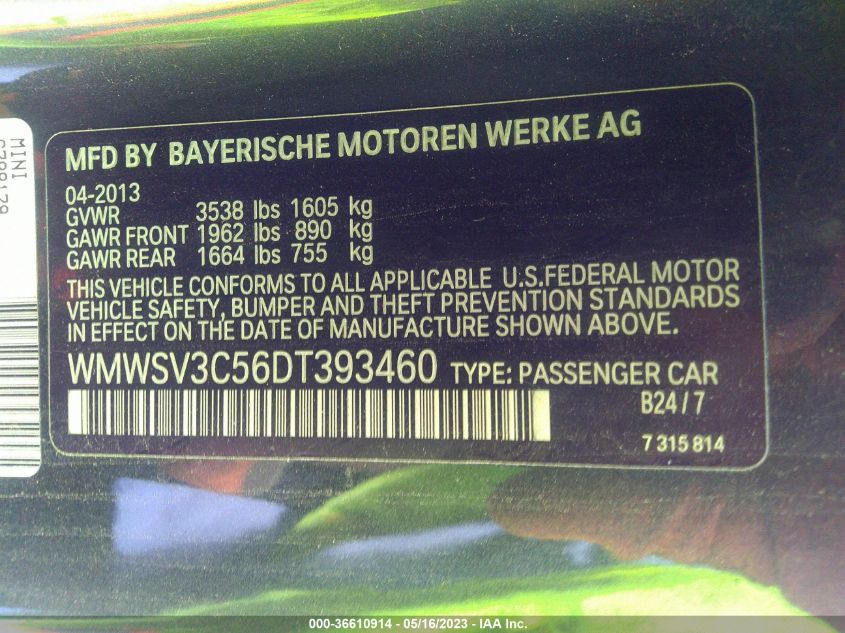 MFD BY BAYERISCHE MOTOREN WERKE AG
04-2013
GVWR 3538 lbs 1605 kg
GAWR FRONT 1962 lbs 890 kg
GAWR REAR 1664 lbs 755 kg
THIS VEHICLE CONFORMS TO ALL APPLICABLE U.S.FEDERAL MOTOR
VEHICLE SAFETY, BUMPER AND THEFT PREVENTION STANDARDS
IN EFFECT ON THE DATE OF MANUFACTURE SHOWN ABOVE.
WMWSV3C56DT393460 TYPE: PASSENGER CAR
B24/7
7 315 814
MINI
000-36610914 - 05/16/2023 - IAA Inc.